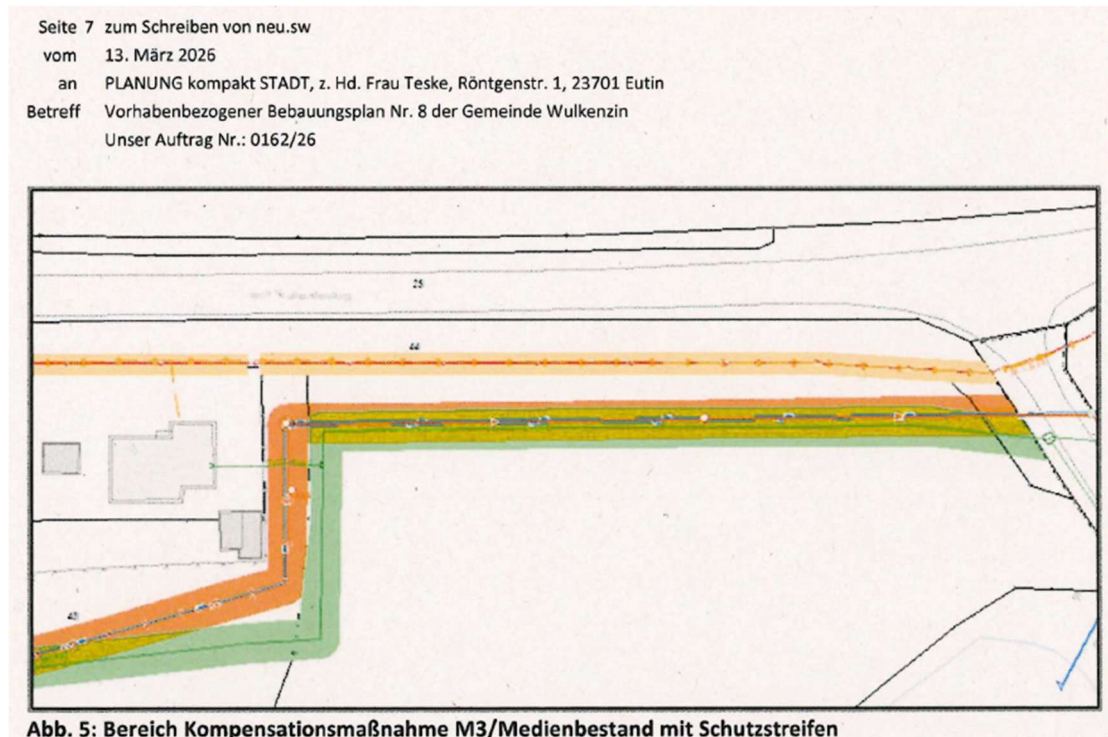 Seite 7 zum Schreiben von neu.sw
vom 13. März 2026
an PLANUNG kompakt STADT, z. Hd. Frau Teske, Röntgenstr. 1, 23701 Eutin
Betreff Vorhabenbezogener Bebauungsplan Nr. 8 der Gemeinde Wulkenzin
Unser Auftrag Nr.: 0162/26
25
44
Abb. 5: Bereich Kompensationsmaßnahme M3/Medienbestand mit Schutzstreifen